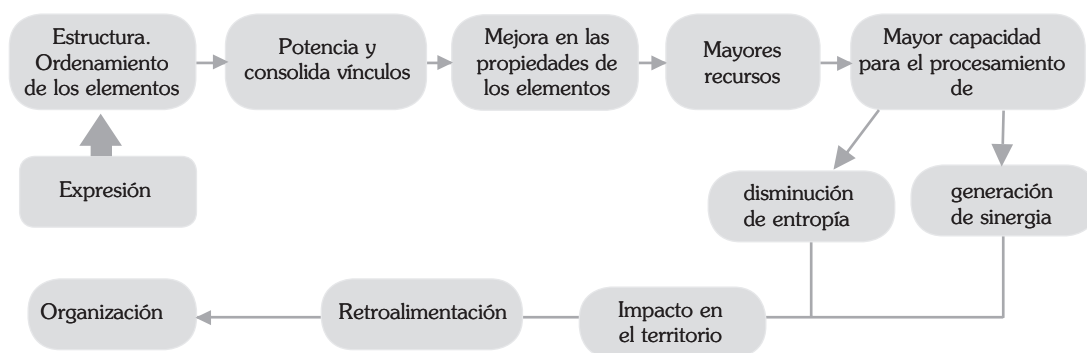 Estructura.
Ordenamiento
de los elementos
Potencia y
consolida vínculos
Mejora en las
propiedades de
los elementos
Mayores
recursos
Mayor capacidad
para el procesamiento
de
Expresión
disminución
de entropía
generación
de sinergia
Organización
Retroalimentación
Impacto en
el territorio